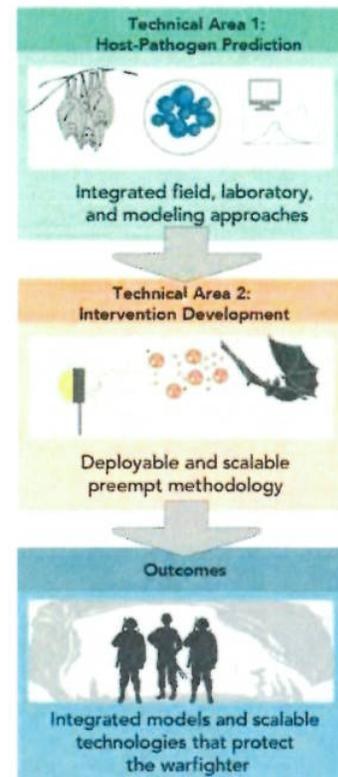 Technical Area 1:
Host-Pathogen Prediction
Integrated field, laboratory,
and modeling approaches
Technical Area 2:
Intervention Development
Deployable and scalable
preempt methodology
Outcomes
Integrated models and scalable
technologies that protect
the warfighter